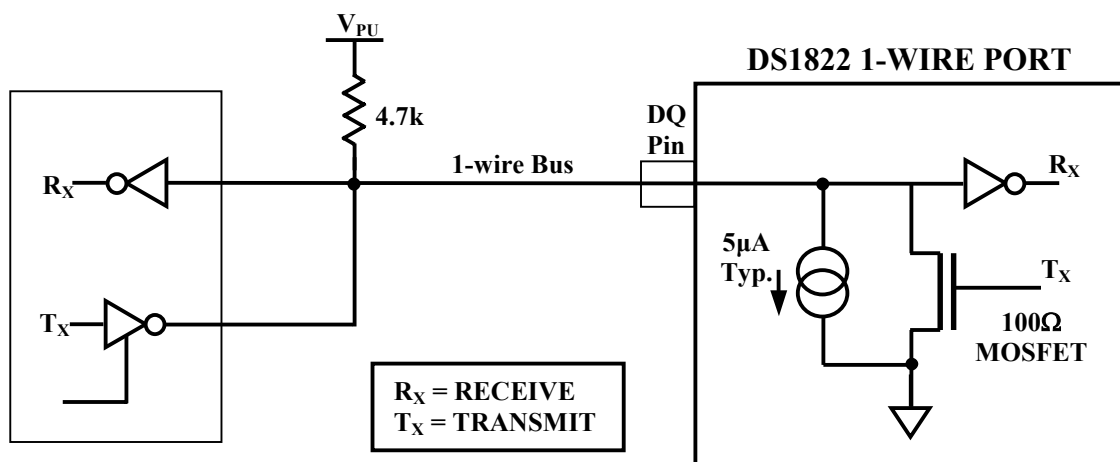 V_PU
DS1822 1-WIRE PORT
4.7k
DQ
Pin
1-wire Bus
R_X
R_X
5µA
Typ.
T_X
T_X
100Ω
MOSFET
R_X = RECEIVE
T_X = TRANSMIT